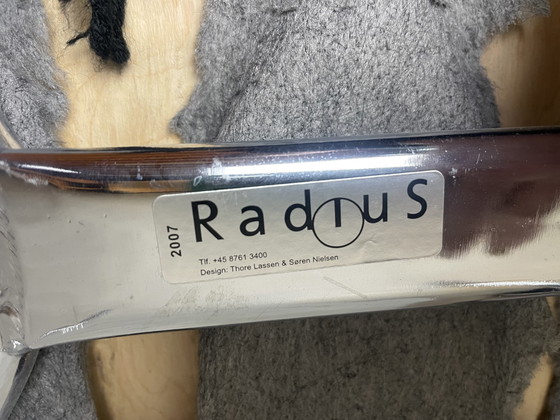 2007
RadiuS
Tlf. +45 8761 3400
Design: Thore Lassen & Søren Nielsen